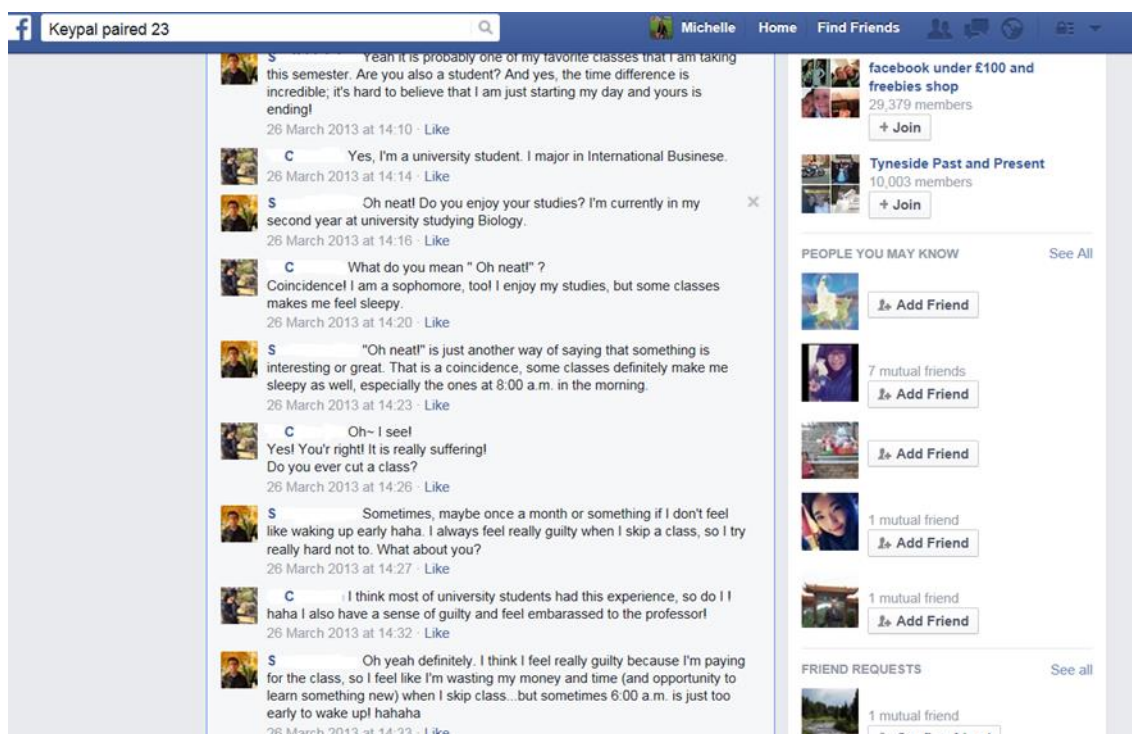 f Keypal paired 23 Michelle Home Find Friends
S Yeah it is probably one of my favorite classes that I am taking
this semester. Are you also a student? And yes, the time difference is
incredible; it's hard to believe that I am just starting my day and yours is
ending!
26 March 2013 at 14:10 · Like
C Yes, I'm a university student. I major in International Businese.
26 March 2013 at 14:14 · Like
S Oh neat! Do you enjoy your studies? I'm currently in my
second year at university studying Biology.
26 March 2013 at 14:16 · Like
C What do you mean " Oh neat!" ?
Coincidence! I am a sophomore, too! I enjoy my studies, but some classes
makes me feel sleepy.
26 March 2013 at 14:20 · Like
S "Oh neat!" is just another way of saying that something is
interesting or great. That is a coincidence, some classes definitely make me
sleepy as well, especially the ones at 8:00 a.m. in the morning.
26 March 2013 at 14:23 · Like
C Oh~ I see!
Yes! You'r right! It is really suffering!
Do you ever cut a class?
26 March 2013 at 14:26 · Like
S Sometimes, maybe once a month or something if I don't feel
like waking up early haha. I always feel really guilty when I skip a class, so I try
really hard not to. What about you?
26 March 2013 at 14:27 · Like
C I think most of university students had this experience, so do I !
haha I also have a sense of guilty and feel embarassed to the professor!
26 March 2013 at 14:32 · Like
S Oh yeah definitely. I think I feel really guilty because I'm paying
for the class, so I feel like I'm wasting my money and time (and opportunity to
learn something new) when I skip class...but sometimes 6:00 a.m. is just too
early to wake up! hahaha
26 March 2013 at 14:33 · Like
facebook under £100 and
freebies shop
29,379 members
+ Join
Tyneside Past and Present
10,003 members
+ Join
PEOPLE YOU MAY KNOW See All
Add Friend
7 mutual friends
Add Friend
Add Friend
1 mutual friend
Add Friend
1 mutual friend
Add Friend
FRIEND REQUESTS See all
1 mutual friend